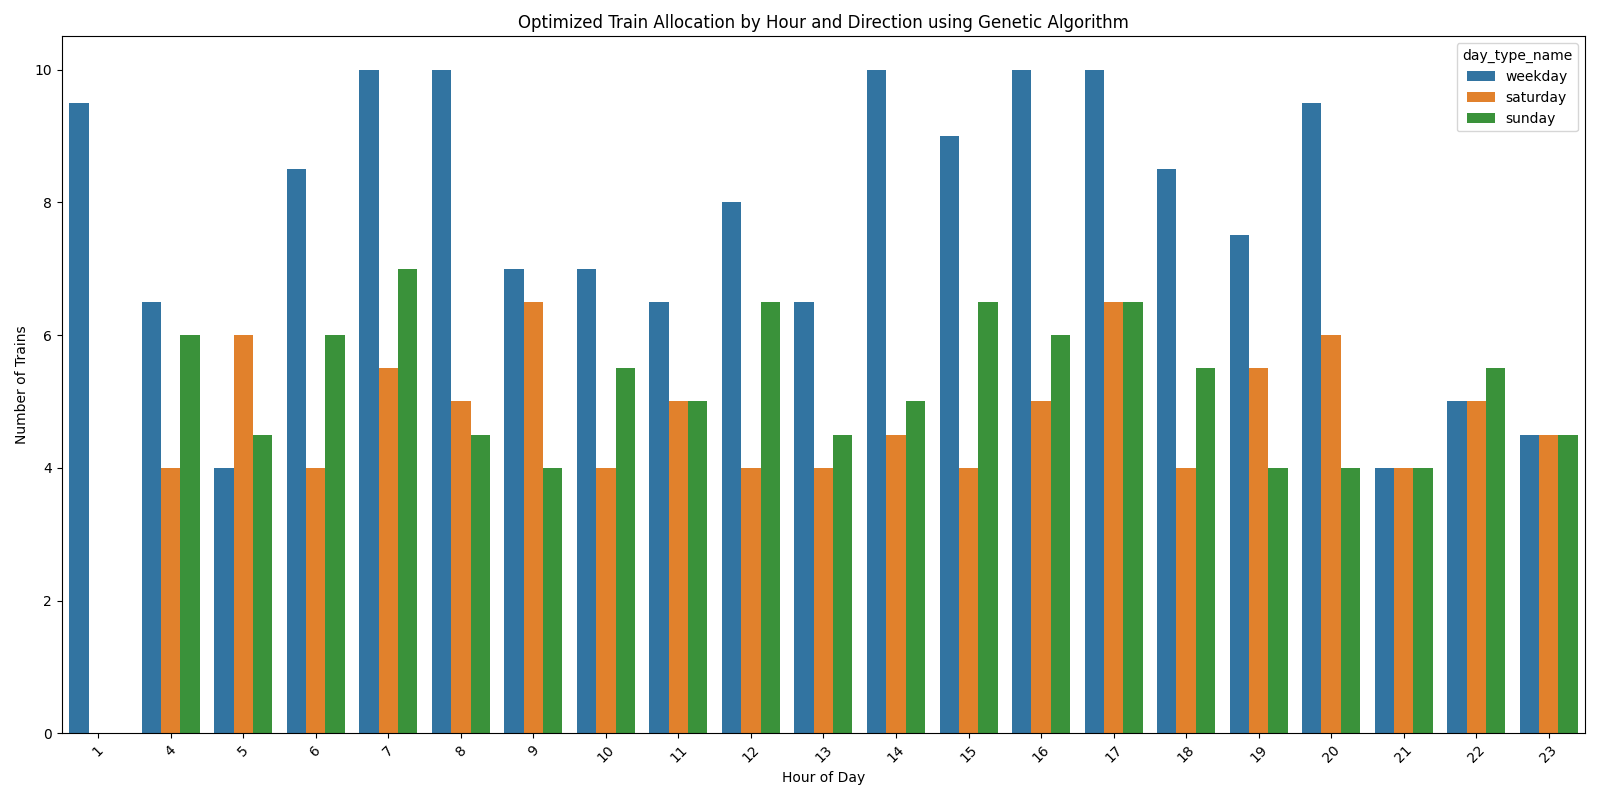 Optimized Train Allocation by Hour and Direction using Genetic Algorithm
day_type_name
weekday
saturday
sunday
Number of Trains
10
8
6
4
2
0
1 4 5 6 7 8 9 10 11 12 13 14 15 16 17 18 19 20 21 22 23
Hour of Day